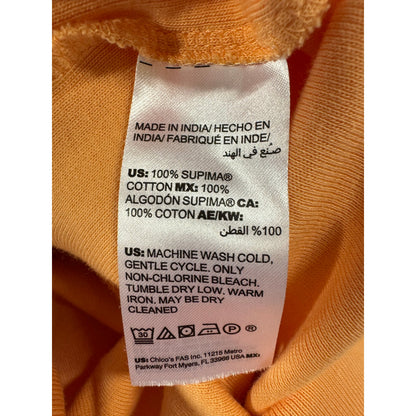 MADE IN INDIA/ HECHO EN
INDIA/ FABRIQUÉ EN INDE/
صُنع في الهند
US: 100% SUPIMA®
COTTON MX: 100%
ALGODÓN SUPIMA® CA:
100% COTON AE/KW:
100% القطن
US: MACHINE WASH COLD,
GENTLE CYCLE. ONLY
NON-CHLORINE BLEACH.
TUMBLE DRY LOW. WARM
IRON. MAY BE DRY
CLEANED
30 P
US: Chico's FAS Inc. 11215 Metro
Parkway Fort Myers, FL 33966 USA MX: